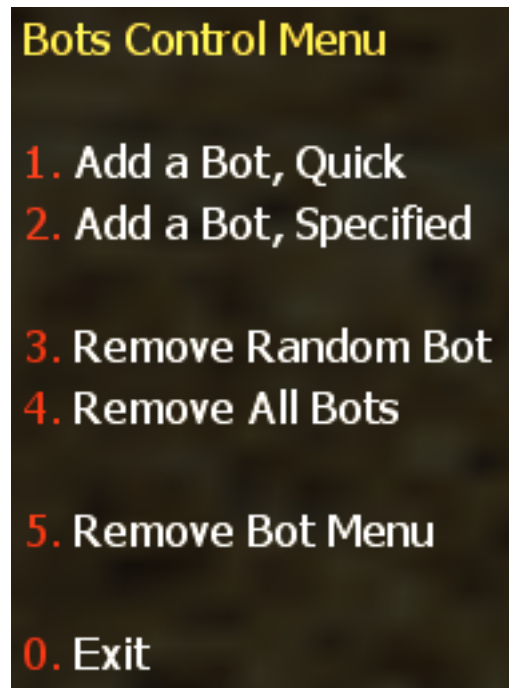 Bots Control Menu
1. Add a Bot, Quick
2. Add a Bot, Specified
3. Remove Random Bot
4. Remove All Bots
5. Remove Bot Menu
0. Exit